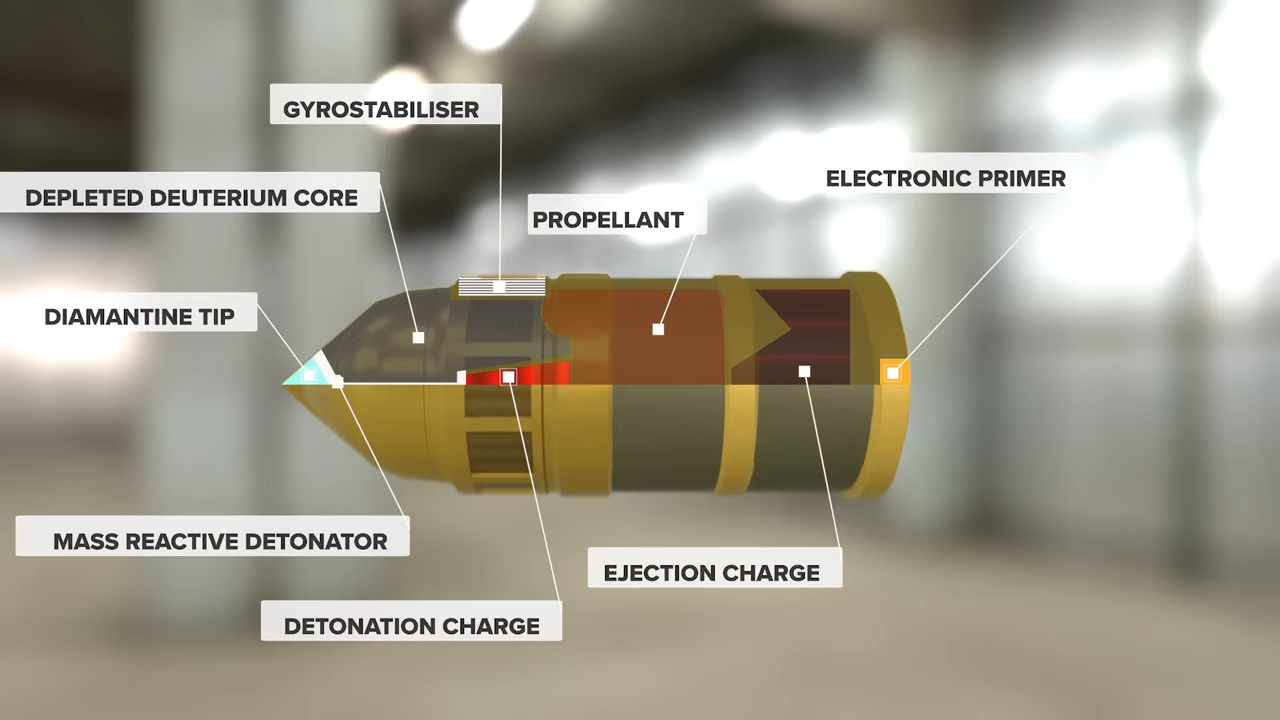 GYROSTABILISER
ELECTRONIC PRIMER
DEPLETED DEUTERIUM CORE
PROPELLANT
DIAMANTINE TIP
MASS REACTIVE DETONATOR
EJECTION CHARGE
DETONATION CHARGE